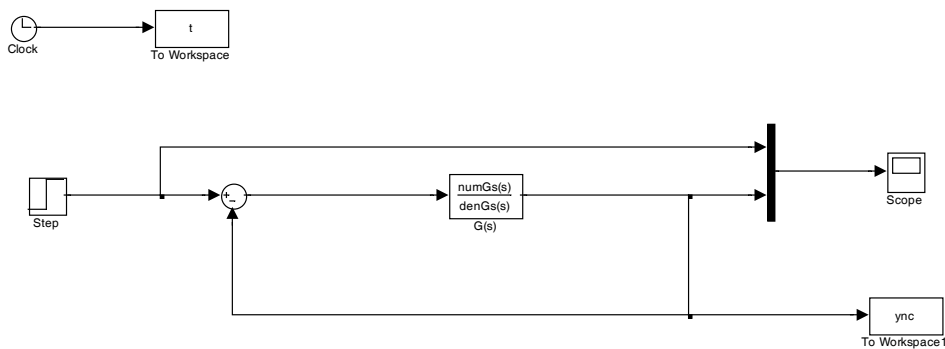 t
Clock
To Workspace
numGs(s)
denGs(s)
+
−
Step
G(s)
Scope
ync
To Workspace1